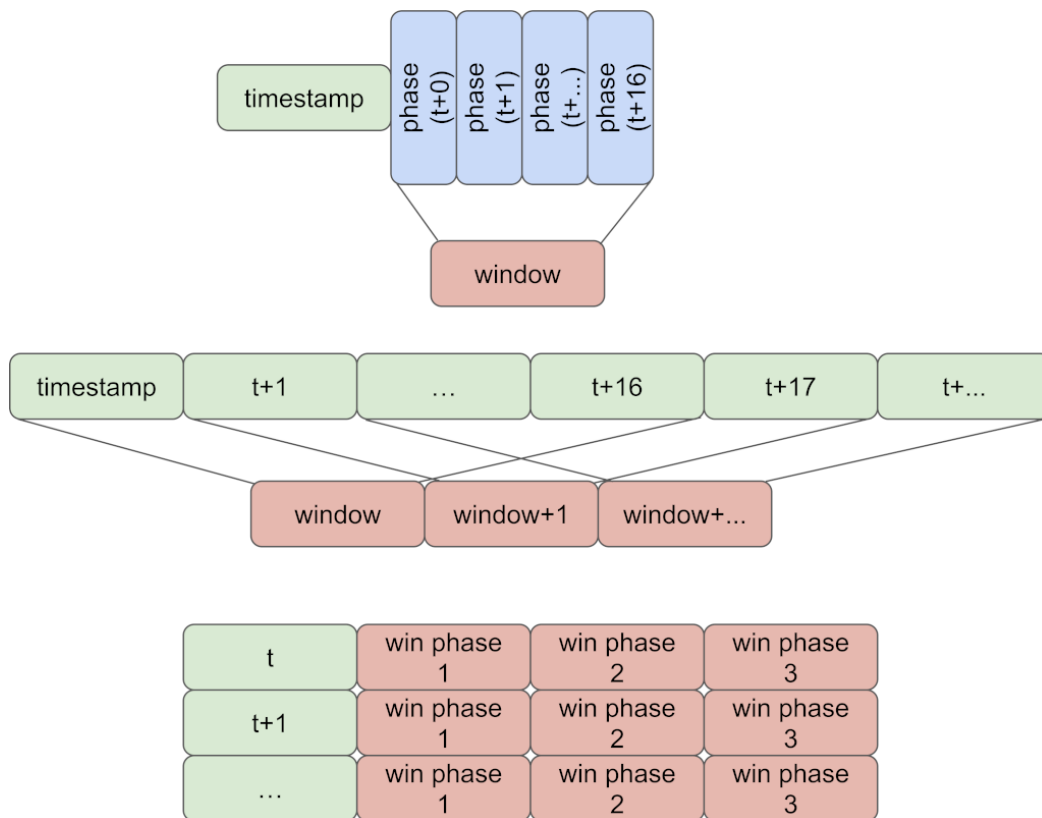 timestamp
phase
(t+0)
phase
(t+1)
phase
(t+...)
phase
(t+16)
window
timestamp t+1 … t+16 t+17 t+...
window window+1 window+...
t
win phase
1
win phase
2
win phase
3
t+1
win phase
1
win phase
2
win phase
3
…
win phase
1
win phase
2
win phase
3